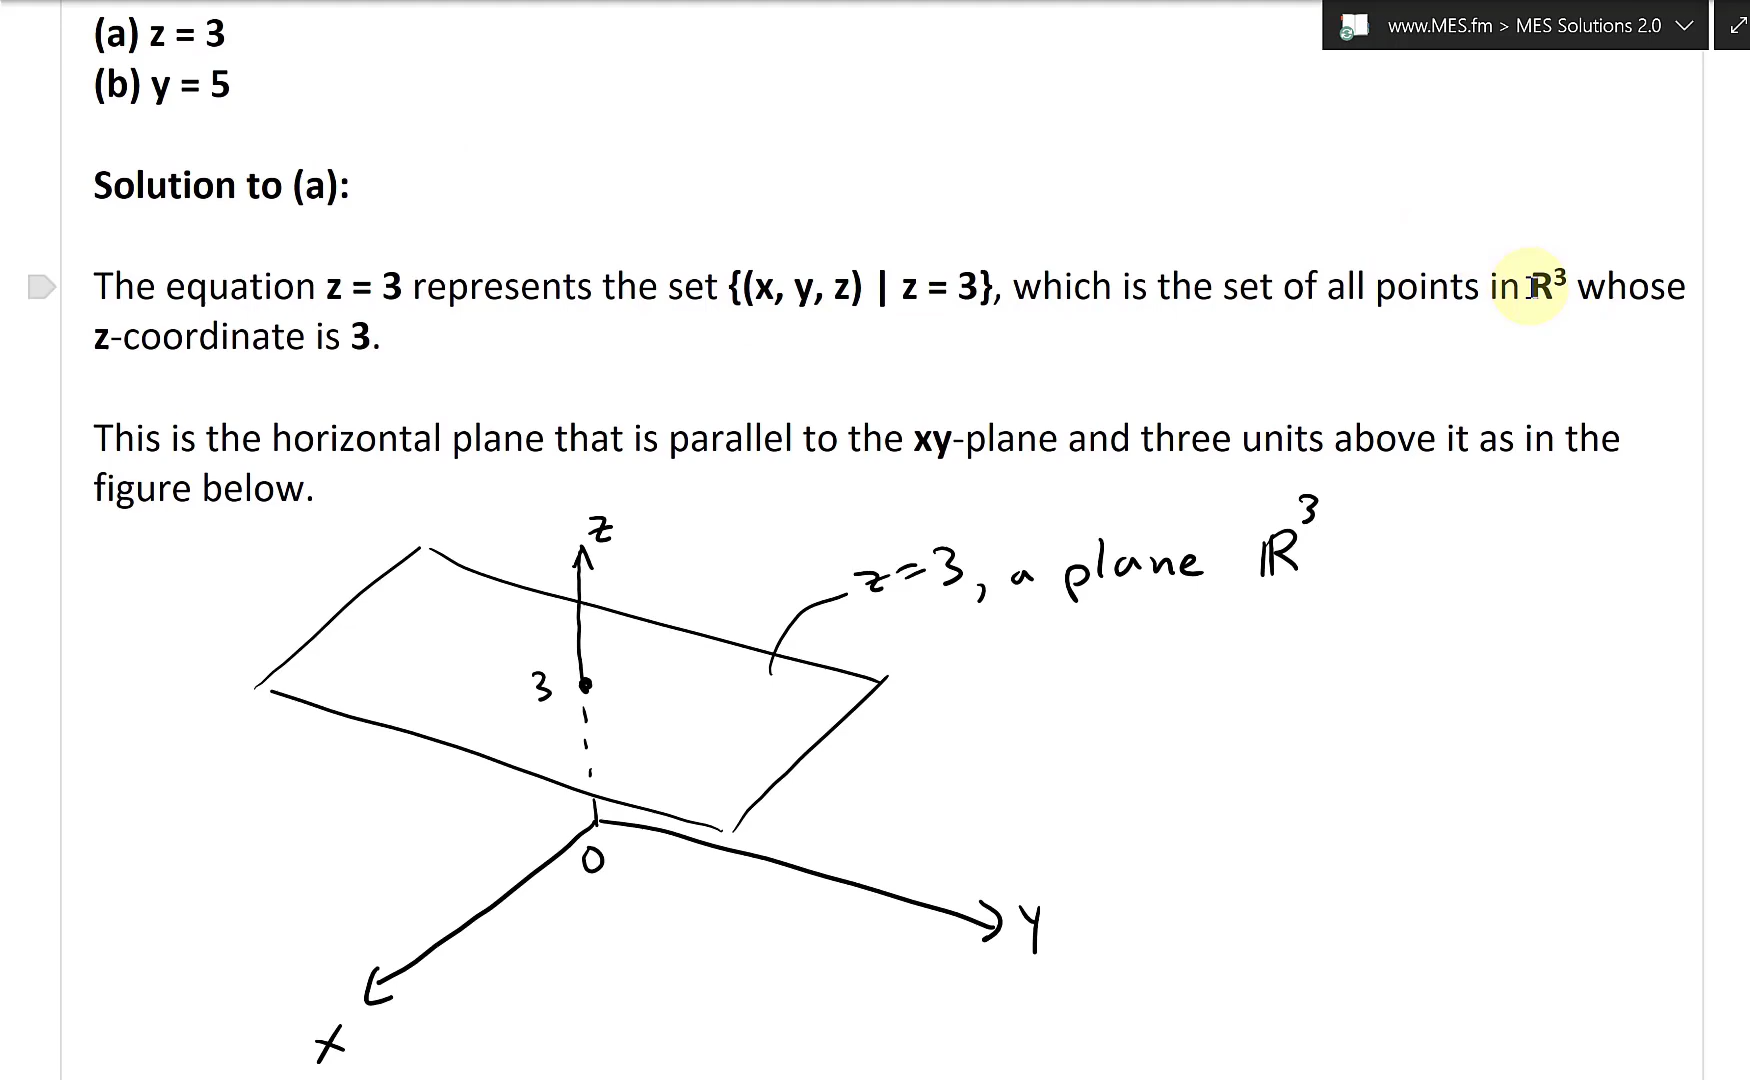 (a) z = 3
www.MES.fm > MES Solutions 2.0
(b) y = 5
Solution to (a):
The equation z = 3 represents the set {(x, y, z) | z = 3}, which is the set of all points in R³ whose
z-coordinate is 3.
This is the horizontal plane that is parallel to the xy-plane and three units above it as in the
figure below.
z
z=3, a plane ℝ³
3
0
y
x